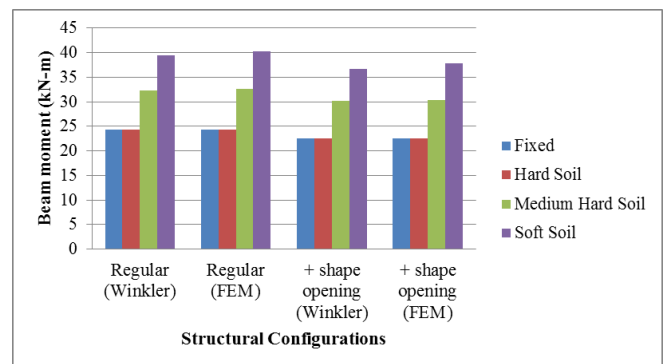 Beam moment (kN-m)
45
40
35
30
25
20
15
10
5
0
Regular
(Winkler)
Regular
(FEM)
+ shape
opening
(Winkler)
+ shape
opening
(FEM)
Structural Configurations
Fixed
Hard Soil
Medium Hard Soil
Soft Soil